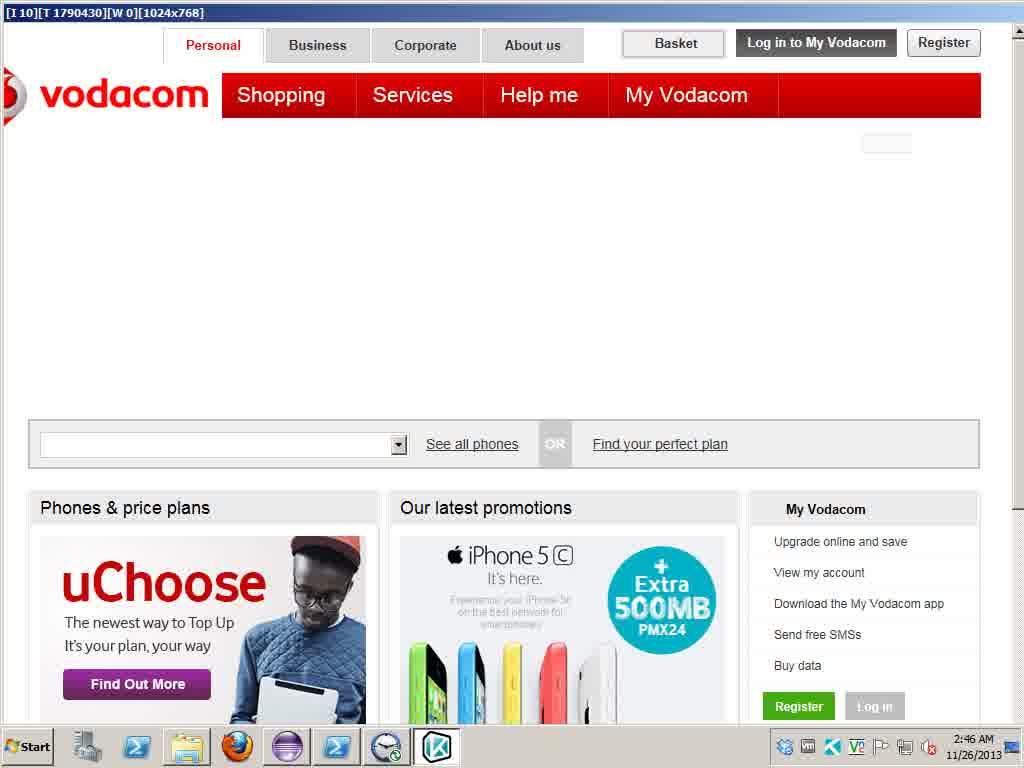 [I 10][T 1790430][W 0][1024x768]
Personal Business Corporate About us Basket Log in to My Vodacom Register
vodacom Shopping Services Help me My Vodacom
See all phones OR Find your perfect plan
Phones & price plans
uChoose
The newest way to Top Up
It's your plan, your way
Find Out More
Our latest promotions
iPhone 5c
It's here.
Experience your iPhone 5c
on the best network for
smartphones
+
Extra
500MB
PMX24
My Vodacom
Upgrade online and save
View my account
Download the My Vodacom app
Send free SMSs
Buy data
Register Log in
Start
2:46 AM
11/26/2013